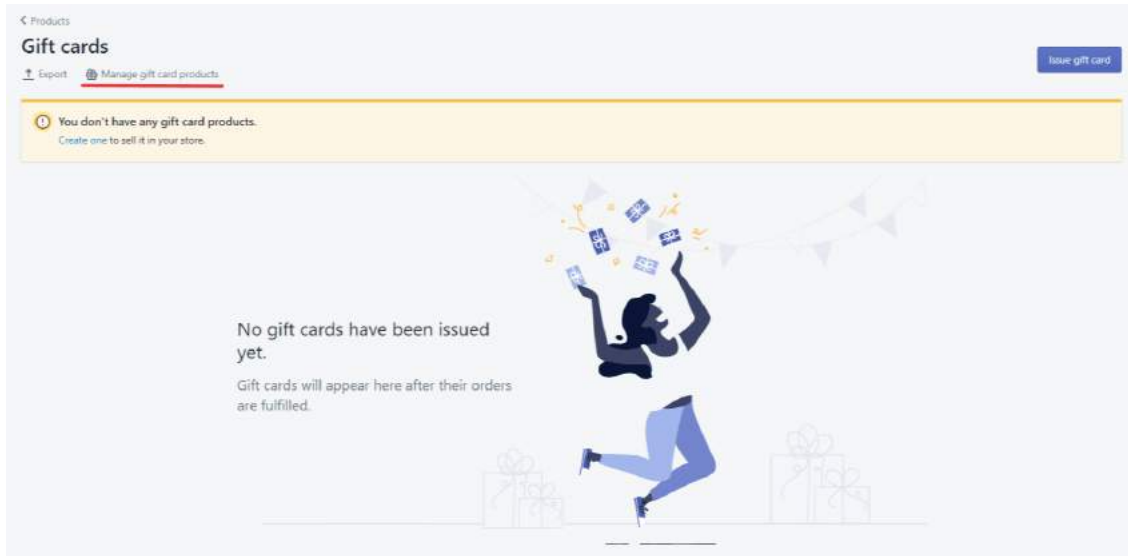 Products
Gift cards
Export Manage gift card products
Issue gift card
You don't have any gift card products.
Create one to sell it in your store.
No gift cards have been issued
yet.
Gift cards will appear here after their orders
are fulfilled.